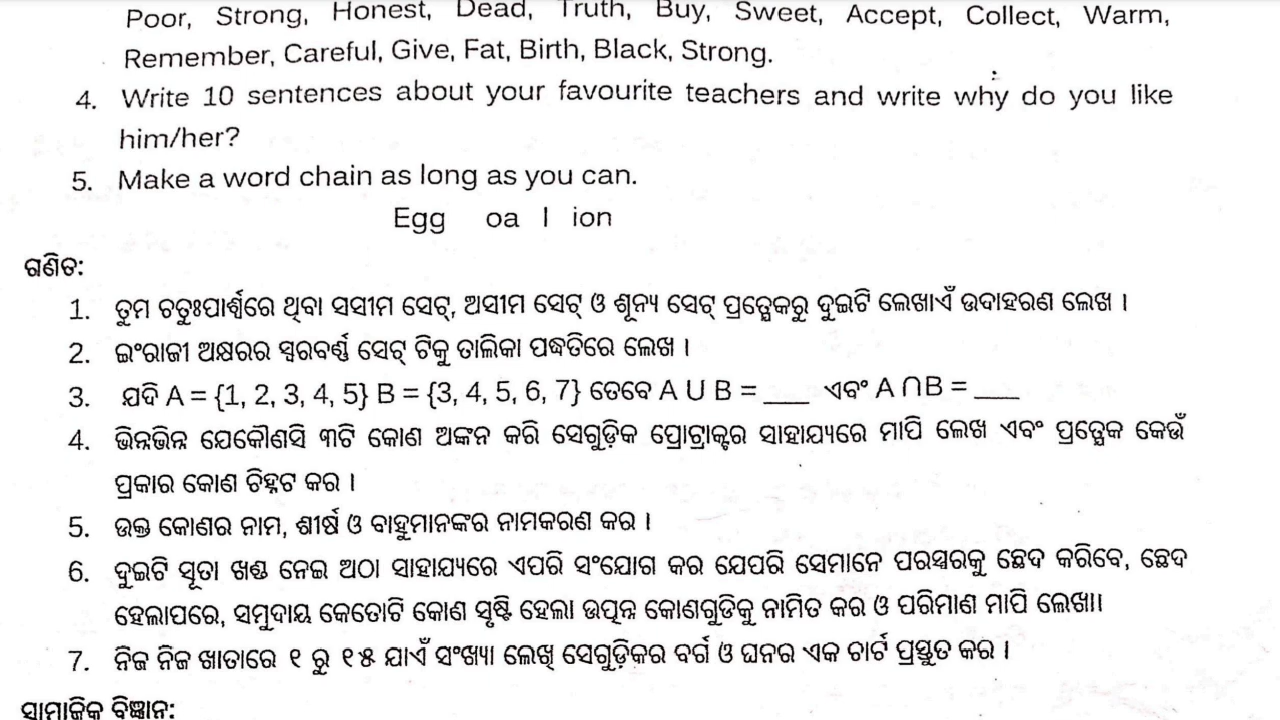 Poor, Strong, Honest, Dead, Truth, Buy, Sweet, Accept, Collect, Warm,
Remember, Careful, Give, Fat, Birth, Black, Strong.
4. Write 10 sentences about your favourite teachers and write why do you like
him/her?
5. Make a word chain as long as you can.
Egg oa l ion
ଗଣିତ:
1. ତୁମ ଚତୁଃପାର୍ଶ୍ୱରେ ଥିବା ସସୀମ ସେଟ୍, ଅସୀମ ସେଟ୍ ଓ ଶୂନ୍ୟ ସେଟ୍ ପ୍ରତ୍ୟେକରୁ ଦୁଇଟି ଲେଖାଏଁ ଉଦାହରଣ ଲେଖ ।
2. ଇଂରାଜୀ ଅକ୍ଷରର ସ୍ୱରବର୍ଣ୍ଣ ସେଟ୍ ଟିକୁ ତାଲିକା ପଦ୍ଧତିରେ ଲେଖ ।
3. ଯଦି A = {1, 2, 3, 4, 5} B = {3, 4, 5, 6, 7} ତେବେ A U B = ___ ଏବଂ A ∩B = ___
4. ଭିନ୍ନଭିନ୍ନ ଯେକୌଣସି ୩ଟି କୋଣ ଅଙ୍କନ କରି ସେଗୁଡ଼ିକ ପ୍ରୋଟ୍ରାକ୍ଟର ସାହାଯ୍ୟରେ ମାପି ଲେଖ ଏବଂ ପ୍ରତ୍ୟେକ କେଉଁ
ପ୍ରକାର କୋଣ ଚିହ୍ନଟ କର ।
5. ଉକ୍ତ କୋଣର ନାମ, ଶୀର୍ଷ ଓ ବାହୁମାନଙ୍କର ନାମକରଣ କର ।
6. ଦୁଇଟି ସୂତା ଖଣ୍ଡ ନେଇ ଅଠା ସାହାଯ୍ୟରେ ଏପରି ସଂଯୋଗ କର ଯେପରି ସେମାନେ ପରସ୍ପରକୁ ଛେଦ କରିବେ, ଛେଦ
ହେଲାପରେ, ସମୁଦାୟ କେତୋଟି କୋଣ ସୃଷ୍ଟି ହେଲା ଉତ୍ପନ୍ନ କୋଣଗୁଡିକୁ ନାମିତ କର ଓ ପରିମାଣ ମାପି ଲେଖ।।
7. ନିଜ ନିଜ ଖାତାରେ ୧ ରୁ ୧୫ ଯାଏଁ ସଂଖ୍ୟା ଲେଖି ସେଗୁଡ଼ିକର ବର୍ଗ ଓ ଘନର ଏକ ଚାର୍ଟ ପ୍ରସ୍ତୁତ କର ।
ସାମାଜିକ ବିଜ୍ଞାନ: